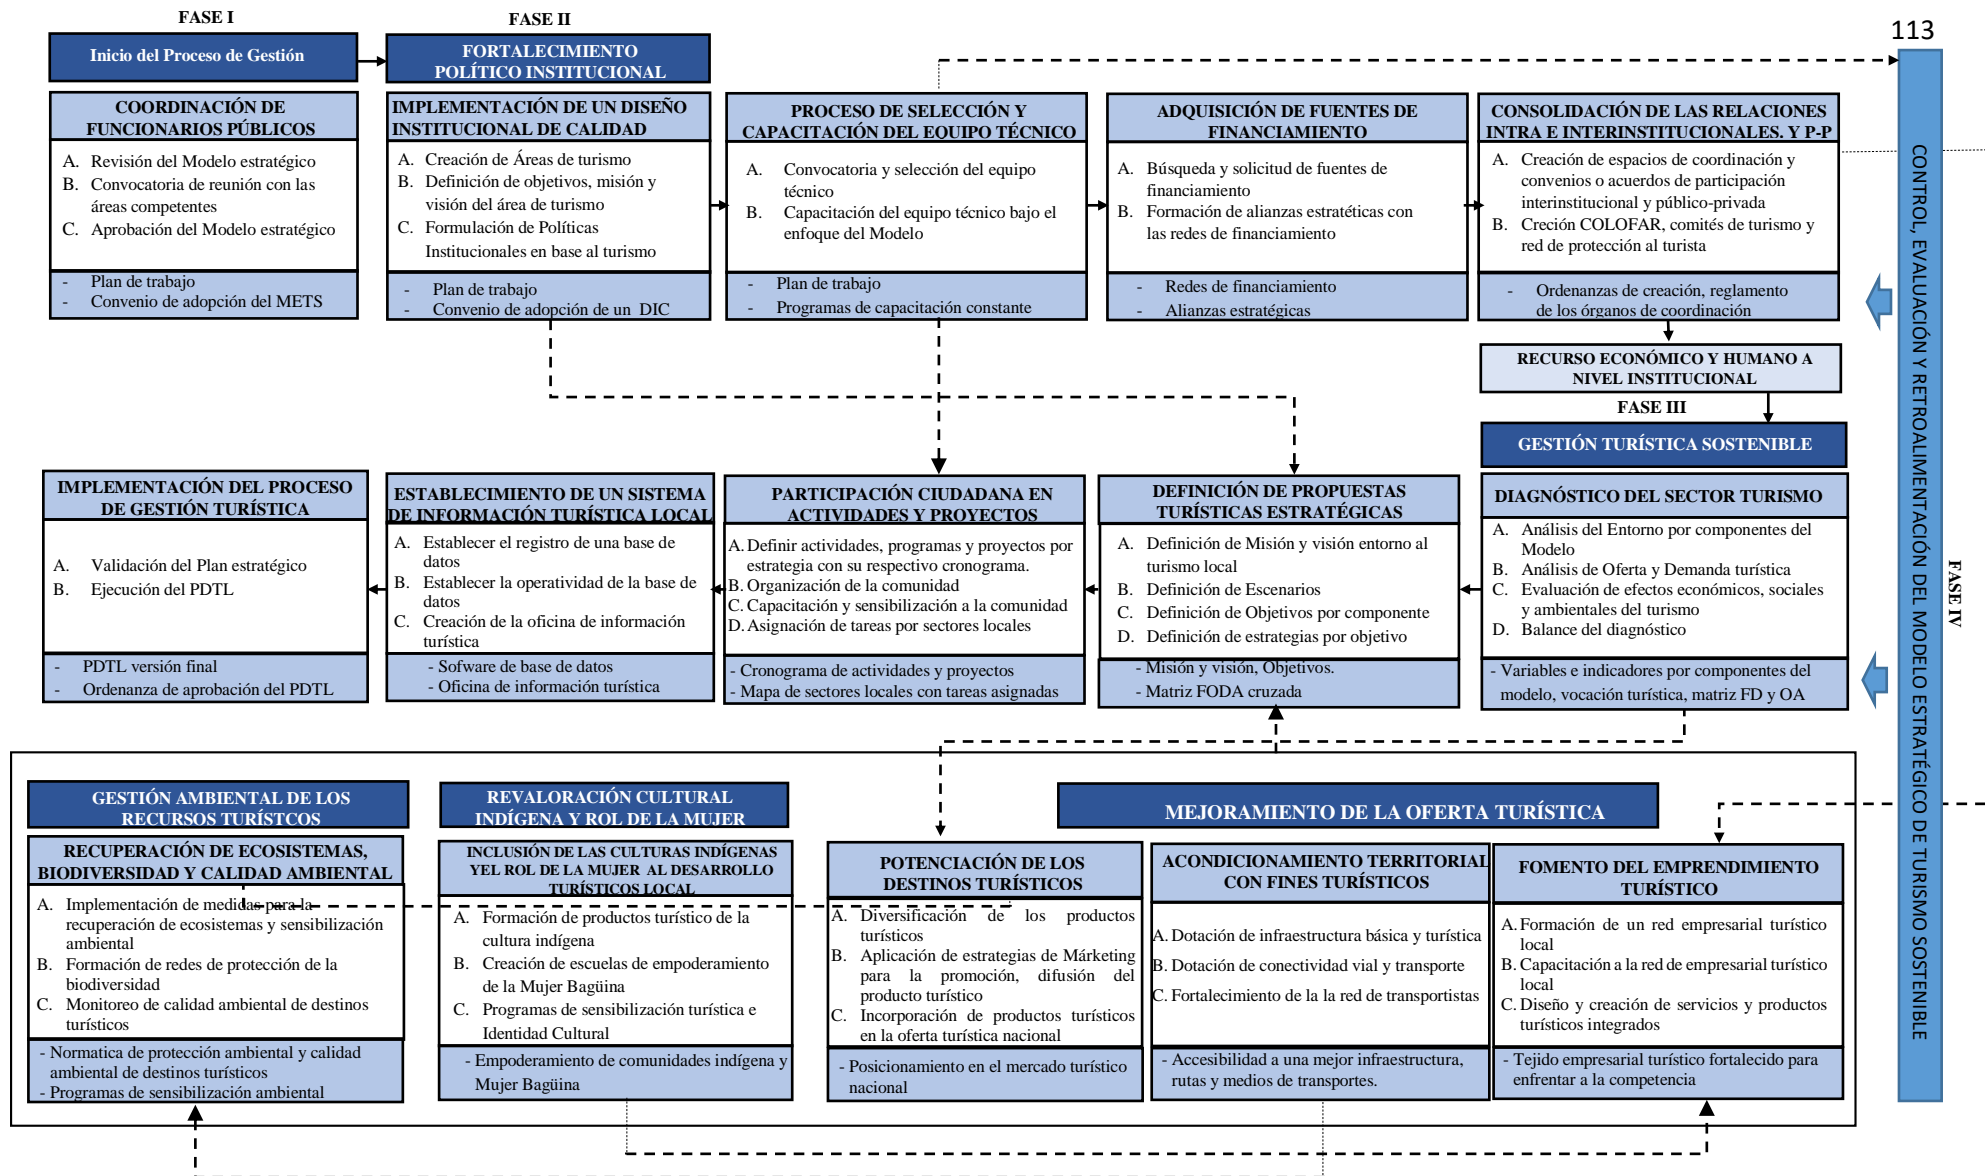 113
FASE I
Inicio del Proceso de Gestión
COORDINACIÓN DE
FUNCIONARIOS PÚBLICOS
A. Revisión del Modelo estratégico
B. Convocatoria de reunión con las
áreas competentes
C. Aprobación del Modelo estratégico
- Plan de trabajo
- Convenio de adopción del METS
FASE II
FORTALECIMIENTO
POLÍTICO INSTITUCIONAL
IMPLEMENTACIÓN DE UN DISEÑO
INSTITUCIONAL DE CALIDAD
A. Creación de Áreas de turismo
B. Definición de objetivos, misión y
visión del área de turismo
C. Formulación de Políticas
Institucionales en base al turismo
- Plan de trabajo
- Convenio de adopción de un DIC
PROCESO DE SELECCIÓN Y
CAPACITACIÓN DEL EQUIPO TÉCNICO
A. Convocatoria y selección del equipo
técnico
B. Capacitación del equipo técnico bajo el
enfoque del Modelo
- Plan de trabajo
- Programas de capacitación constante
ADQUISICIÓN DE FUENTES DE
FINANCIAMIENTO
A. Búsqueda y solicitud de fuentes de
financiamiento
B. Formación de alianzas estratéticas con
las redes de financiamiento
- Redes de financiamiento
- Alianzas estratégicas
CONSOLIDACIÓN DE LAS RELACIONES
INTRA E INTERINSTITUCIONALES. Y P-P
A. Creación de espacios de coordinación y
convenios o acuerdos de participación
interinstitucional y público-privada
B. Creción COLOFAR, comités de turismo y
red de protección al turista
- Ordenanzas de creación, reglamento
de los órganos de coordinación
RECURSO ECONÓMICO Y HUMANO A
NIVEL INSTITUCIONAL
FASE III
GESTIÓN TURÍSTICA SOSTENIBLE
DIAGNÓSTICO DEL SECTOR TURISMO
A. Análisis del Entorno por componentes del
Modelo
B. Análisis de Oferta y Demanda turística
C. Evaluación de efectos económicos, sociales
y ambientales del turismo
D. Balance del diagnóstico
- Variables e indicadores por componentes del
modelo, vocación turística, matriz FD y OA
DEFINICIÓN DE PROPUESTAS
TURÍSTICAS ESTRATÉGICAS
A. Definición de Misión y visión entorno al
turismo local
B. Definición de Escenarios
C. Definición de Objetivos por componente
D. Definición de estrategias por objetivo
- Misión y visión, Objetivos.
- Matriz FODA cruzada
PARTICIPACIÓN CIUDADANA EN
ACTIVIDADES Y PROYECTOS
A. Definir actividades, programas y proyectos por
estrategia con su respectivo cronograma.
B. Organización de la comunidad
C. Capacitación y sensibilización a la comunidad
D. Asignación de tareas por sectores locales
- Cronograma de actividades y proyectos
- Mapa de sectores locales con tareas asignadas
ESTABLECIMIENTO DE UN SISTEMA
DE INFORMACIÓN TURÍSTICA LOCAL
A. Establecer el registro de una base de
datos
B. Establecer la operatividad de la base de
datos
C. Creación de la oficina de información
turística
- Sofware de base de datos
- Oficina de información turística
IMPLEMENTACIÓN DEL PROCESO
DE GESTIÓN TURÍSTICA
A. Validación del Plan estratégico
B. Ejecución del PDTL
- PDTL versión final
- Ordenanza de aprobación del PDTL
GESTIÓN AMBIENTAL DE LOS
RECURSOS TURÍSTCOS
RECUPERACIÓN DE ECOSISTEMAS,
BIODIVERSIDAD Y CALIDAD AMBIENTAL
A. Implementación de medidas para la
recuperación de ecosistemas y sensibilización
ambiental
B. Formación de redes de protección de la
biodiversidad
C. Monitoreo de calidad ambiental de destinos
turísticos
- Normatica de protección ambiental y calidad
ambiental de destinos turísticos
- Programas de sensibilización ambiental
REVALORACIÓN CULTURAL
INDÍGENA Y ROL DE LA MUJER
INCLUSIÓN DE LAS CULTURAS INDÍGENAS
YEL ROL DE LA MUJER AL DESARROLLO
TURÍSTICOS LOCAL
A. Formación de productos turístico de la
cultura indígena
B. Creación de escuelas de empoderamiento
de la Mujer Bagüina
C. Programas de sensibilización turística e
Identidad Cultural
- Empoderamiento de comunidades indígena y
Mujer Bagüina
MEJORAMIENTO DE LA OFERTA TURÍSTICA
POTENCIACIÓN DE LOS
DESTINOS TURÍSTICOS
A. Diversificación de los productos
turísticos
B. Aplicación de estrategias de Márketing
para la promoción, difusión del
producto turístico
C. Incorporación de productos turísticos
en la oferta turística nacional
- Posicionamiento en el mercado turístico
nacional
ACONDICIONAMIENTO TERRITORIAL
CON FINES TURÍSTICOS
A. Dotación de infraestructura básica y turística
B. Dotación de conectividad vial y transporte
C. Fortalecimiento de la la red de transportistas
- Accesibilidad a una mejor infraestructura,
rutas y medios de transportes.
FOMENTO DEL EMPRENDIMIENTO
TURÍSTICO
A. Formación de un red empresarial turístico
local
B. Capacitación a la red de empresarial turístico
local
C. Diseño y creación de servicios y productos
turísticos integrados
- Tejido empresarial turístico fortalecido para
enfrentar a la competencia
CONTROL, EVALUACIÓN Y RETROALIMENTACIÓN DEL MODELO ESTRATÉGICO DE TURISMO SOSTENIBLE
FASE IV